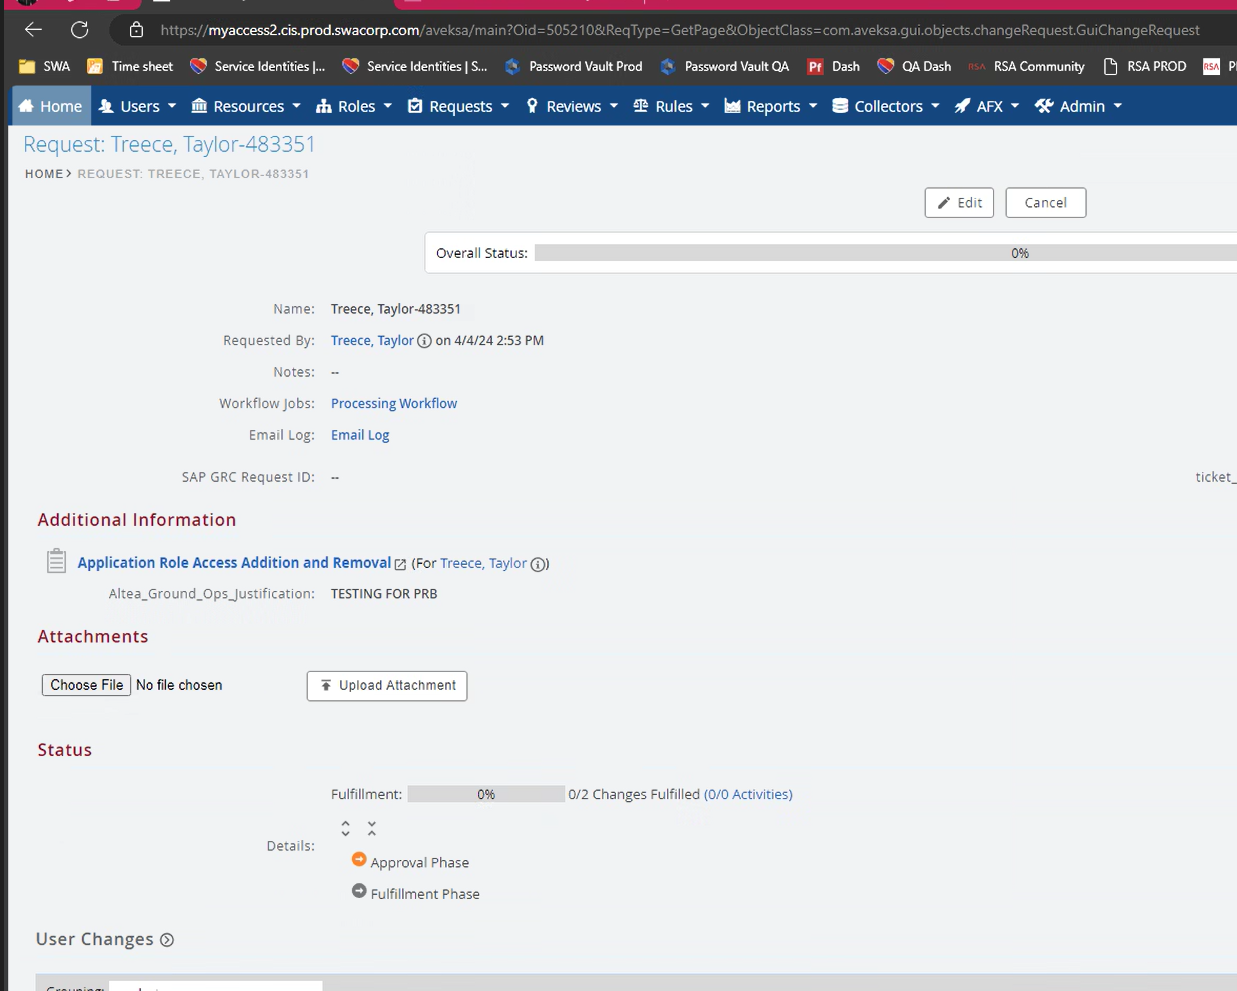 https://myaccess2.cis.prod.swacorp.com/aveksa/main?Oid=505210&ReqType=GetPage&ObjectClass=com.aveksa.gui.objects.changeRequest.GuiChangeRequest
SWA Time sheet Service Identities |... Service Identities | S... Password Vault Prod Password Vault QA Pf Dash QA Dash RSA RSA Community RSA PROD RSA
Home Users Resources Roles Requests Reviews Rules Reports Collectors AFX Admin
Request: Treece, Taylor-483351
HOME> REQUEST: TREECE, TAYLOR-483351
Edit Cancel
Overall Status: 0%
Name: Treece, Taylor-483351
Requested By: Treece, Taylor on 4/4/24 2:53 PM
Notes: --
Workflow Jobs: Processing Workflow
Email Log: Email Log
SAP GRC Request ID: -- ticket_
Additional Information
Application Role Access Addition and Removal (For Treece, Taylor)
Altea_Ground_Ops_Justification: TESTING FOR PRB
Attachments
Choose File No file chosen Upload Attachment
Status
Fulfillment: 0% 0/2 Changes Fulfilled (0/0 Activities)
Details:
Approval Phase
Fulfillment Phase
User Changes
Grouping: